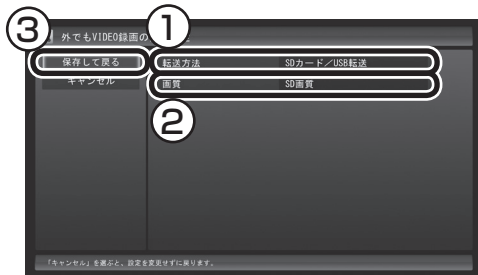 ③ ①
外でもVIDEO録画の
保存して戻る 転送方法 SDカード／USB転送
キャンセル 画質 SD画質
②
「キャンセル」を選ぶと、設定を変更せずに戻ります。